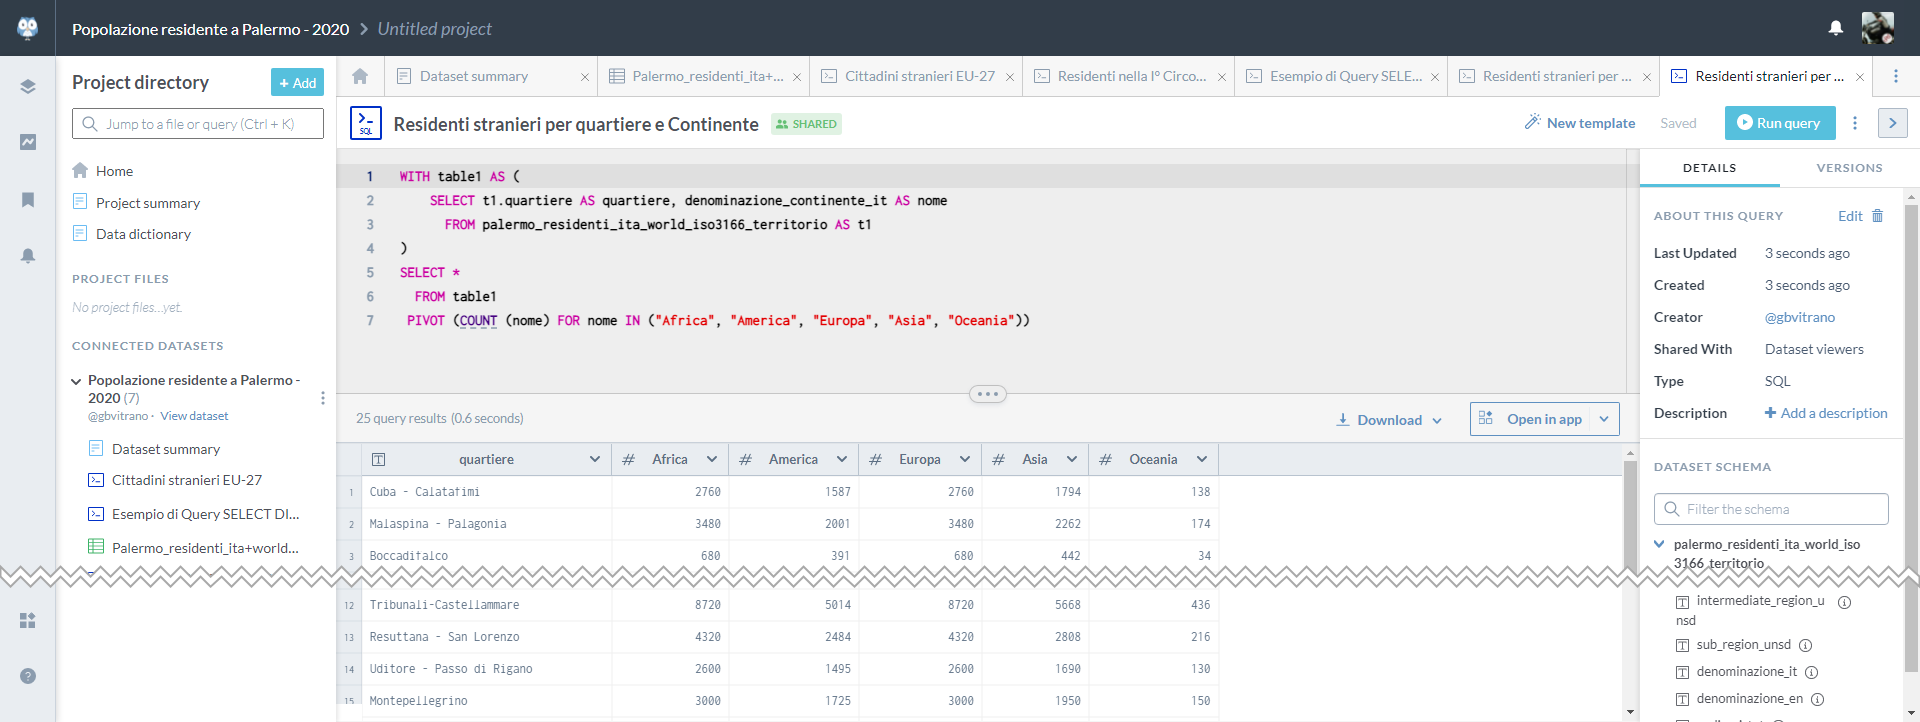 Popolazione residente a Palermo - 2020 > Untitled project
Project directory
+ Add
Jump to a file or query (Ctrl + K)
Home
Project summary
Data dictionary
PROJECT FILES
No project files...yet.
CONNECTED DATASETS
Popolazione residente a Palermo -
2020 (7)
@gbvitrano · View dataset
Dataset summary
Cittadini stranieri EU-27
Esempio di Query SELECT DI...
Palermo_residenti_ita+world...
Dataset summary
Palermo_residenti_ita+...
Cittadini stranieri EU-27
Residenti nella I° Circo...
Esempio di Query SELE...
Residenti stranieri per ...
Residenti stranieri per ...
SQL
Residenti stranieri per quartiere e Continente
SHARED
New template
Saved
Run query
1 WITH table1 AS (
2 SELECT t1.quartiere AS quartiere, denominazione_continente_it AS nome
3 FROM palermo_residenti_ita_world_iso3166_territorio AS t1
4 )
5 SELECT *
6 FROM table1
7 PIVOT (COUNT (nome) FOR nome IN ("Africa", "America", "Europa", "Asia", "Oceania"))
25 query results (0.6 seconds)
Download
Open in app
quartiere # Africa # America # Europa # Asia # Oceania
1 Cuba - Calatafimi 2760 1587 2760 1794 138
2 Malaspina - Palagonia 3480 2001 3480 2262 174
3 Boccadifalco 680 391 680 442 34
12 Tribunali-Castellammare 8720 5014 8720 5668 436
13 Resuttana - San Lorenzo 4320 2484 4320 2808 216
14 Uditore - Passo di Rigano 2600 1495 2600 1690 130
15 Montepellegrino 3000 1725 3000 1950 150
DETAILS
VERSIONS
ABOUT THIS QUERY
Edit
Last Updated 3 seconds ago
Created 3 seconds ago
Creator @gbvitrano
Shared With Dataset viewers
Type SQL
Description + Add a description
DATASET SCHEMA
Filter the schema
palermo_residenti_ita_world_iso
3166_territorio
intermediate_region_u
nsd
sub_region_unsd
denominazione_it
denominazione_en